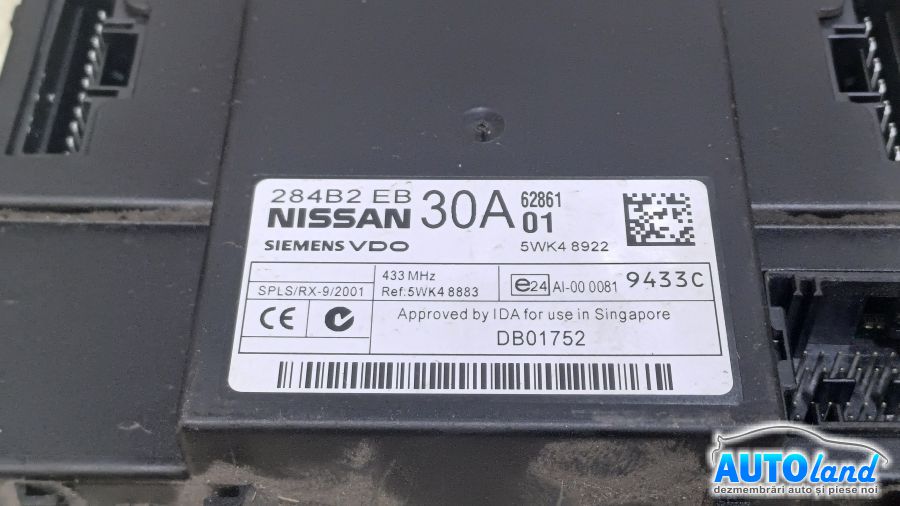 284B2 EB 30A 62861
NISSAN 01
SIEMENS VDO 5WK4 8922
433 MHz
SPLS/RX-9/2001 Ref:5WK4 8883 e24 AI-00 0081 9433C
CE Approved by IDA for use in Singapore
DB01752
AUTOland
dezmembrări auto și piese noi